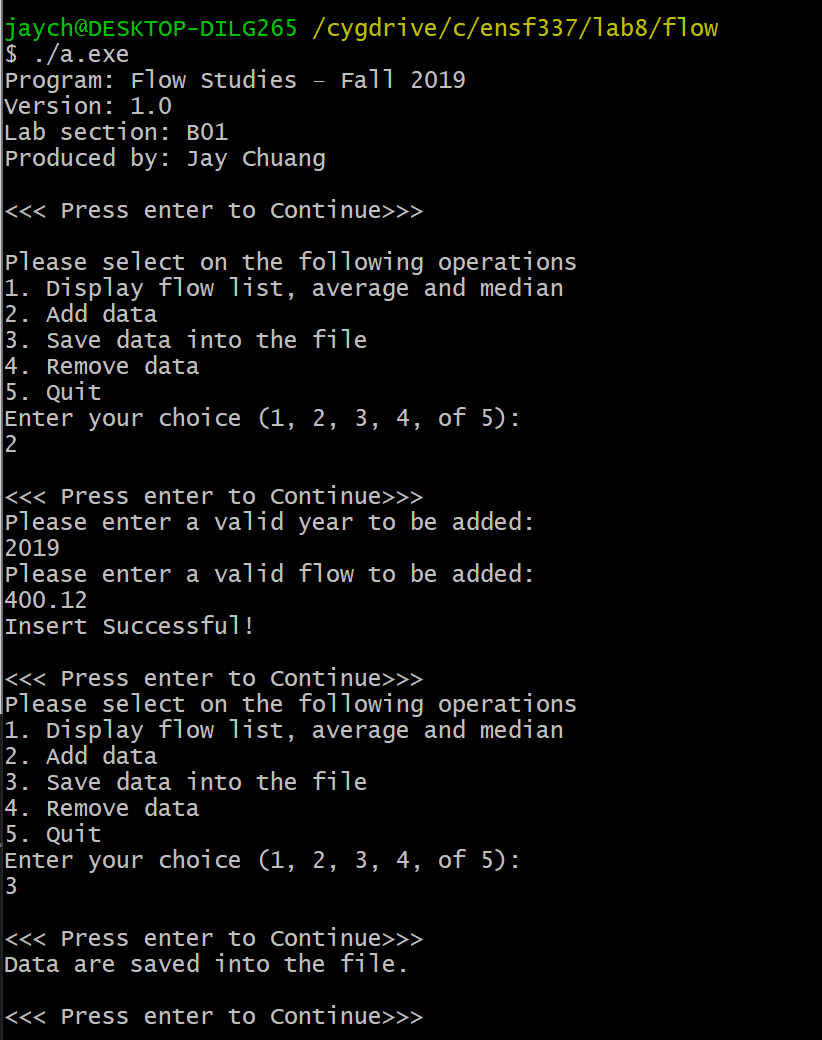 jaych@DESKTOP-DILG265 /cygdrive/c/ensf337/lab8/flow
$ ./a.exe
Program: Flow Studies – Fall 2019
Version: 1.0
Lab section: B01
Produced by: Jay Chuang
<<< Press enter to Continue>>>
Please select on the following operations
1. Display flow list, average and median
2. Add data
3. Save data into the file
4. Remove data
5. Quit
Enter your choice (1, 2, 3, 4, of 5):
2
<<< Press enter to Continue>>>
Please enter a valid year to be added:
2019
Please enter a valid flow to be added:
400.12
Insert Successful!
<<< Press enter to Continue>>>
Please select on the following operations
1. Display flow list, average and median
2. Add data
3. Save data into the file
4. Remove data
5. Quit
Enter your choice (1, 2, 3, 4, of 5):
3
<<< Press enter to Continue>>>
Data are saved into the file.
<<< Press enter to Continue>>>